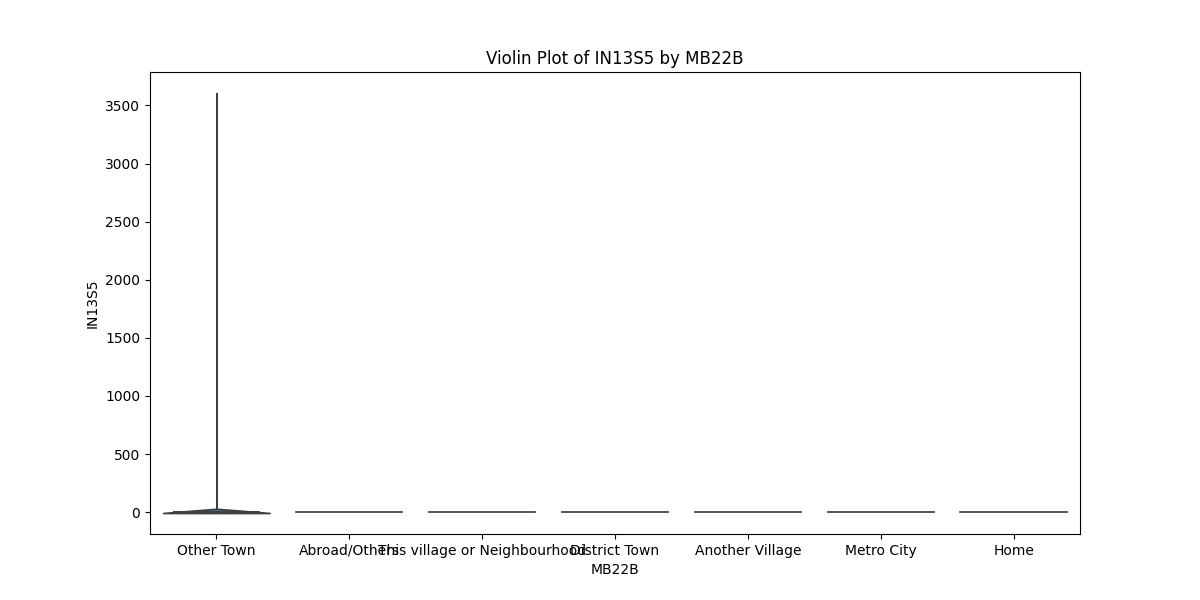 Violin Plot of IN13S5 by MB22B
3500
3000
2500
2000
1500
1000
500
0
IN13S5
Other Town
Abroad/Others
This village or Neighbourhood
District Town
Another Village
Metro City
Home
MB22B